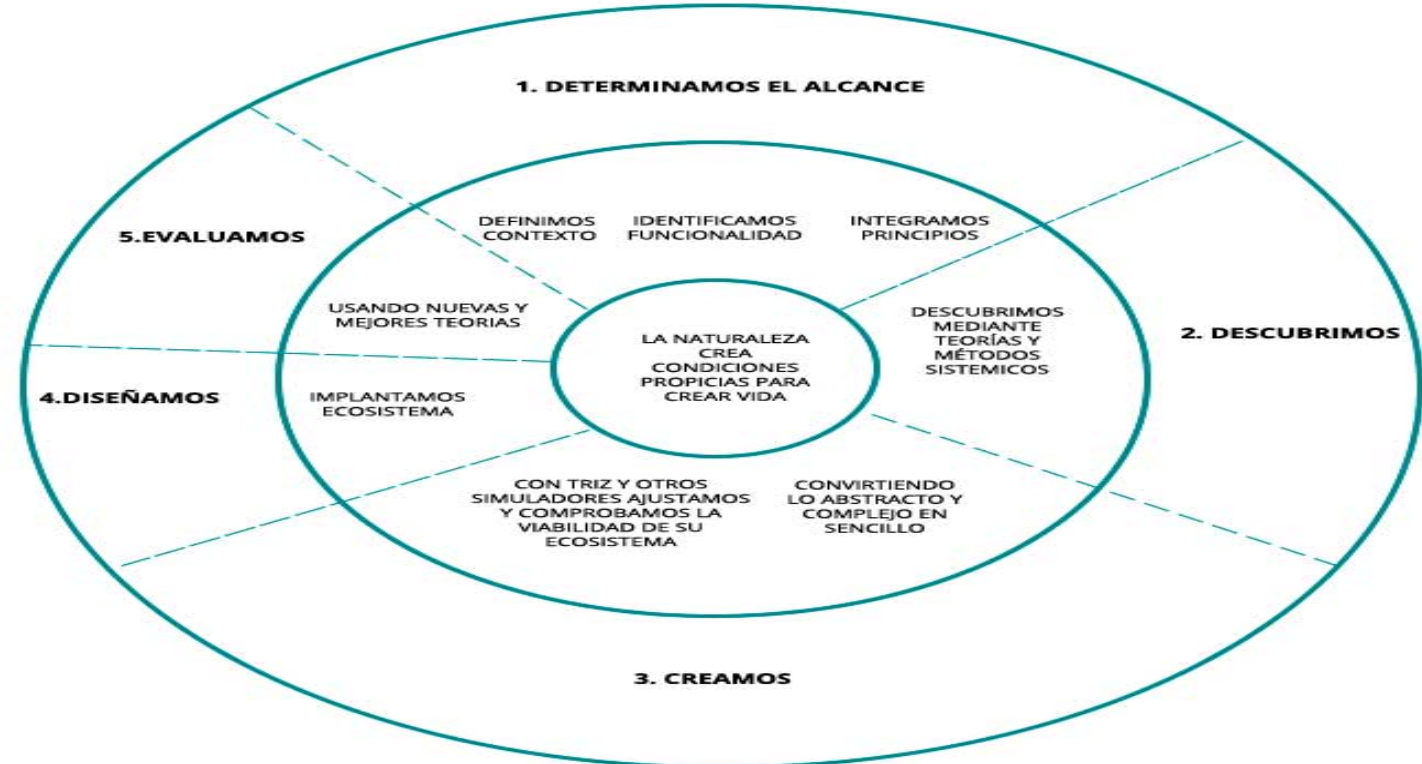 1. DETERMINAMOS EL ALCANCE
DEFINIMOS
CONTEXTO
IDENTIFICAMOS
FUNCIONALIDAD
INTEGRAMOS
PRINCIPIOS
5.EVALUAMOS
USANDO NUEVAS Y
MEJORES TEORIAS
LA NATURALEZA
CREA
CONDICIONES
PROPICIAS PARA
CREAR VIDA
DESCUBRIMOS
MEDIANTE
TEORÍAS Y
MÉTODOS
SISTEMICOS
2. DESCUBRIMOS
4.DISEÑAMOS
IMPLANTAMOS
ECOSISTEMA
CON TRIZ Y OTROS
SIMULADORES AJUSTAMOS
Y COMPROBAMOS LA
VIABILIDAD DE SU
ECOSISTEMA
CONVIRTIENDO
LO ABSTRACTO Y
COMPLEJO EN
SENCILLO
3. CREAMOS